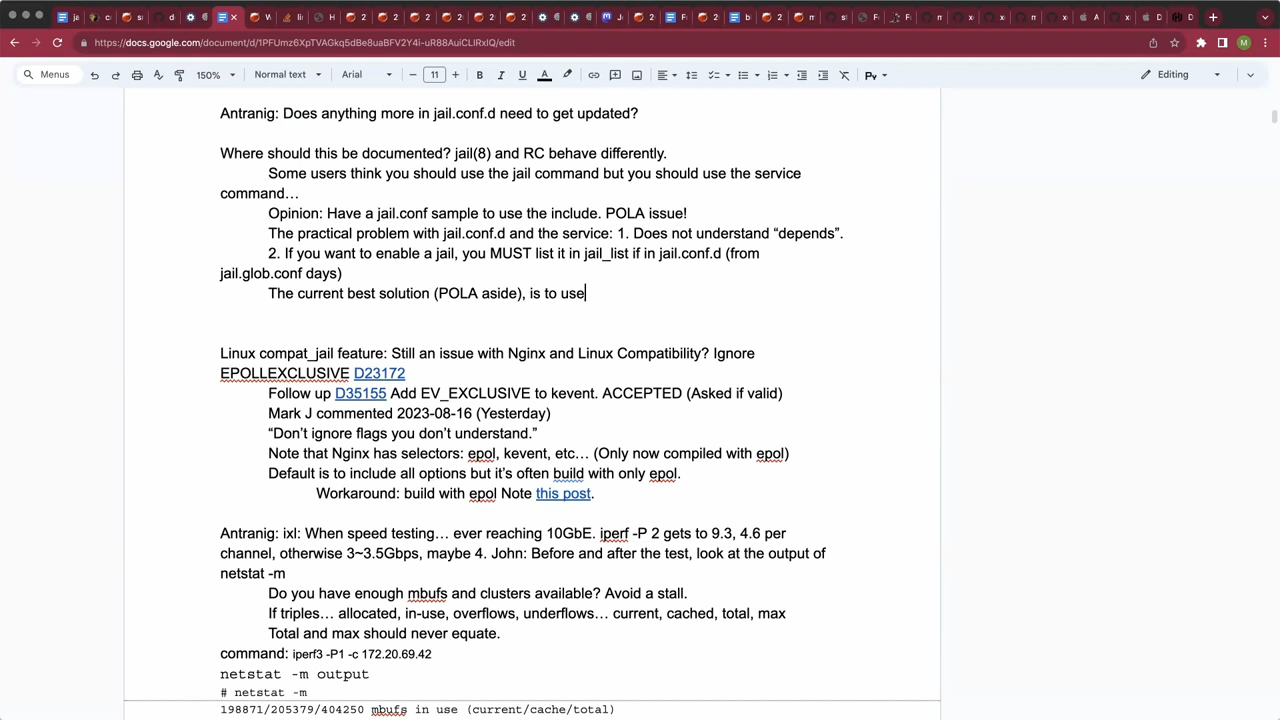 https://docs.google.com/document/d/1PFUmz6XpTVAGkq5dBe8uaBFV2Y4i-uR88AuiCLIRxIQ/edit
M
Menus
150%
Normal text
Arial
11
Editing
Antranig: Does anything more in jail.conf.d need to get updated?
Where should this be documented? jail(8) and RC behave differently.
Some users think you should use the jail command but you should use the service
command…
Opinion: Have a jail.conf sample to use the include. POLA issue!
The practical problem with jail.conf.d and the service: 1. Does not understand “depends”.
2. If you want to enable a jail, you MUST list it in jail_list if in jail.conf.d (from
jail.glob.conf days)
The current best solution (POLA aside), is to use
Linux compat_jail feature: Still an issue with Nginx and Linux Compatibility? Ignore
EPOLLEXCLUSIVE D23172
Follow up D35155 Add EV_EXCLUSIVE to kevent. ACCEPTED (Asked if valid)
Mark J commented 2023-08-16 (Yesterday)
“Don’t ignore flags you don’t understand.”
Note that Nginx has selectors: epol, kevent, etc… (Only now compiled with epol)
Default is to include all options but it’s often build with only epol.
Workaround: build with epol Note this post.
Antranig: ixl: When speed testing… ever reaching 10GbE. iperf -P 2 gets to 9.3, 4.6 per
channel, otherwise 3~3.5Gbps, maybe 4. John: Before and after the test, look at the output of
netstat -m
Do you have enough mbufs and clusters available? Avoid a stall.
If triples… allocated, in-use, overflows, underflows… current, cached, total, max
Total and max should never equate.
command: iperf3 -P1 -c 172.20.69.42
netstat -m output
# netstat -m
198871/205379/404250 mbufs in use (current/cache/total)